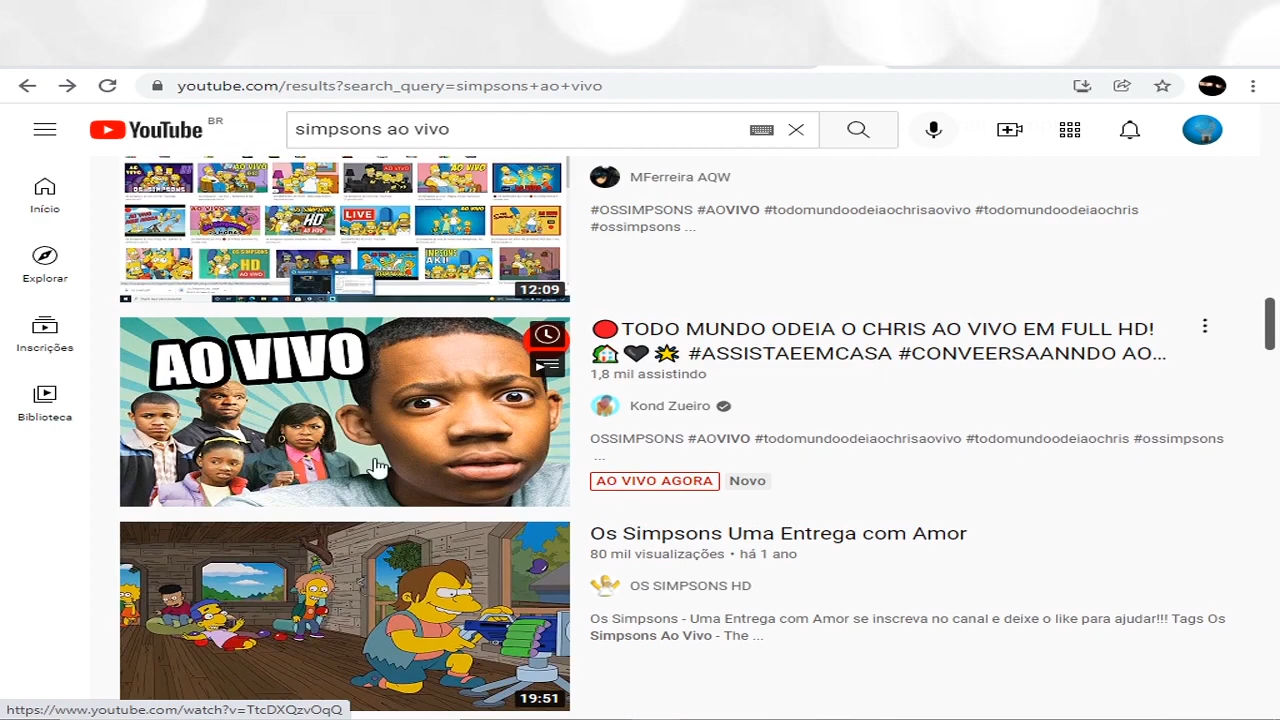 youtube.com/results?search_query=simpsons+ao+vivo
YouTube BR
simpsons ao vivo
Início
Explorar
Inscrições
Biblioteca
LIVE
12:09
MFerreira AQW
#OSSIMPSONS #AOVIVO #todomundoodeiaochrisaovivo #todomundoodeiaochris
#ossimpsons ...
AO VIVO
TODO MUNDO ODEIA O CHRIS AO VIVO EM FULL HD!
#ASSISTAEEMCASA #CONVEERSAANNDO AO...
1,8 mil assistindo
Kond Zueiro
OSSIMPSONS #AOVIVO #todomundoodeiaochrisaovivo #todomundoodeiaochris #ossimpsons
...
AO VIVO AGORA Novo
19:51
Os Simpsons Uma Entrega com Amor
80 mil visualizações • há 1 ano
OS SIMPSONS HD
Os Simpsons - Uma Entrega com Amor se inscreva no canal e deixe o like para ajudar!!! Tags Os
Simpsons Ao Vivo - The ...
https://www.youtube.com/watch?v=TtcDXQzvOqQ